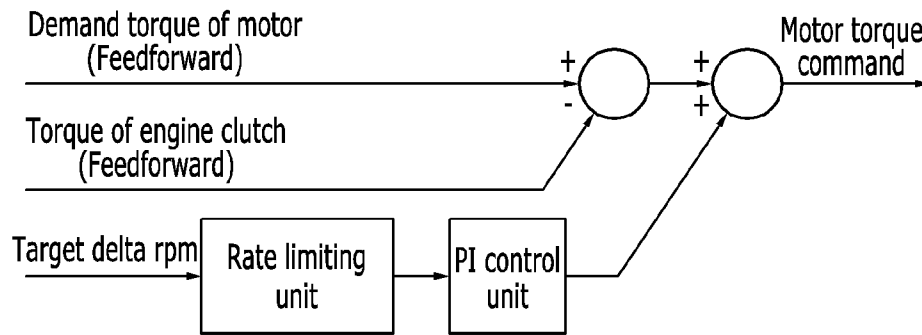 Demand torque of motor
(Feedforward)
Motor torque
command
+
-
+
+
Torque of engine clutch
(Feedforward)
Target delta rpm
Rate limiting
unit
PI control
unit